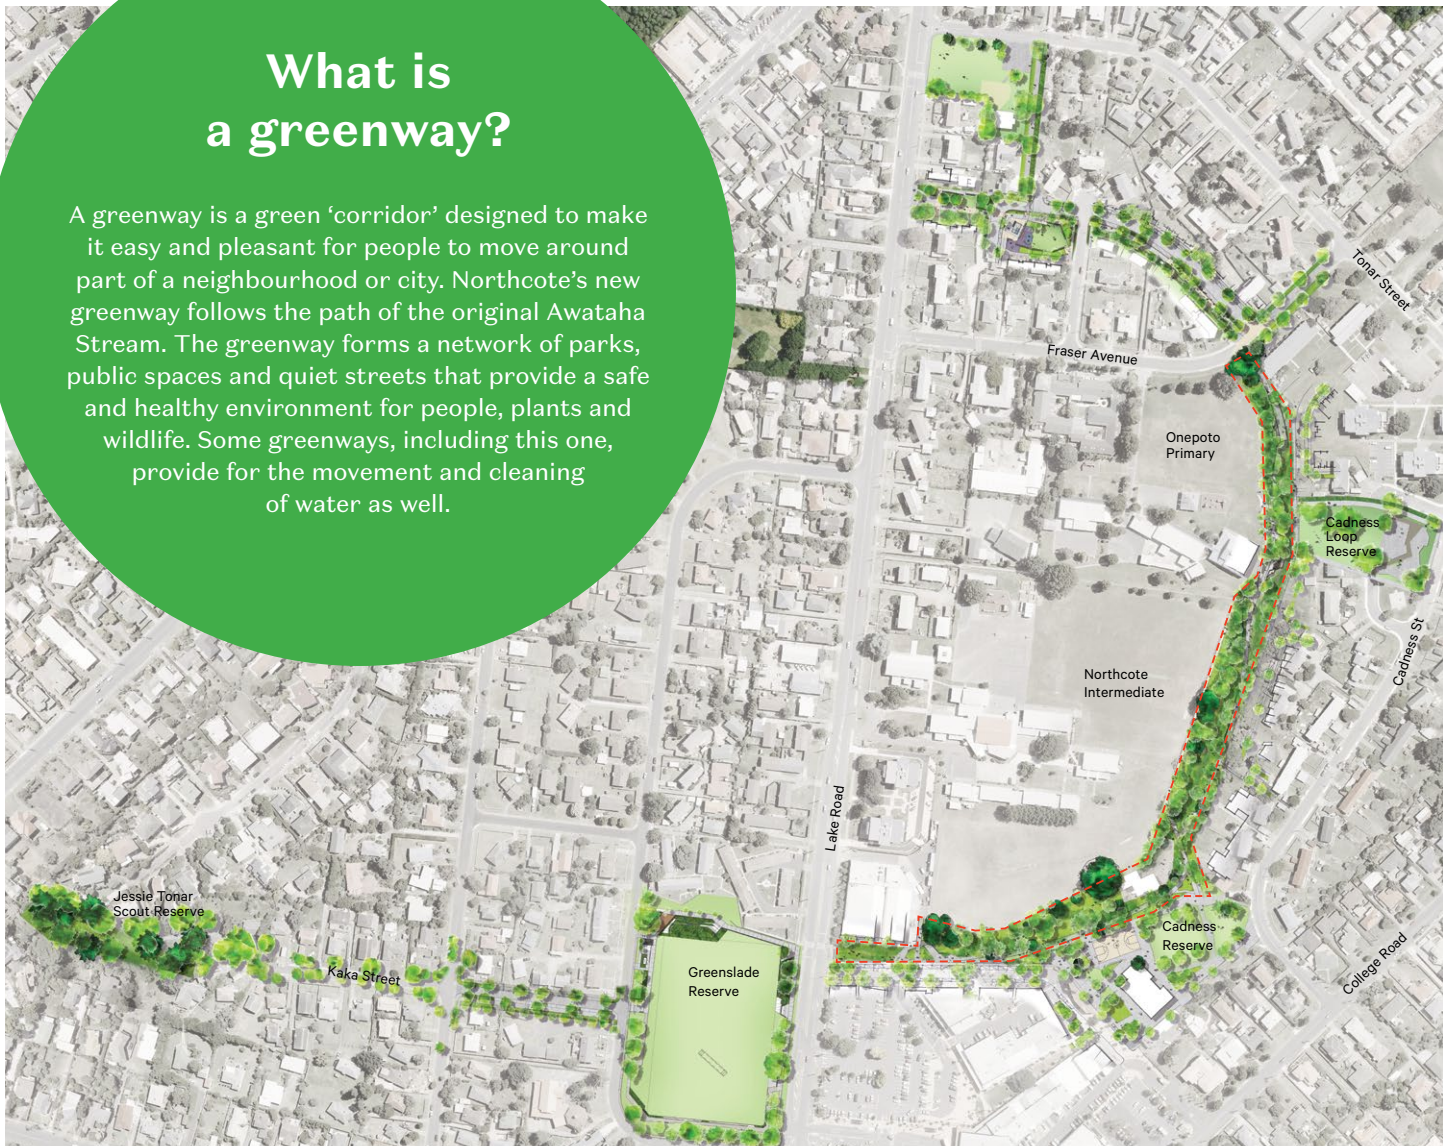 What is
a greenway?
A greenway is a green ‘corridor’ designed to make
it easy and pleasant for people to move around
part of a neighbourhood or city. Northcote’s new
greenway follows the path of the original Awataha
Stream. The greenway forms a network of parks,
public spaces and quiet streets that provide a safe
and healthy environment for people, plants and
wildlife. Some greenways, including this one,
provide for the movement and cleaning
of water as well.
Tonar Street
Fraser Avenue
Onepoto
Primary
Cadness
Loop
Reserve
Cadness St
Northcote
Intermediate
Lake Road
Jessie Tonar
Scout Reserve
Kaka Street
Greenslade
Reserve
Cadness
Reserve
College Road